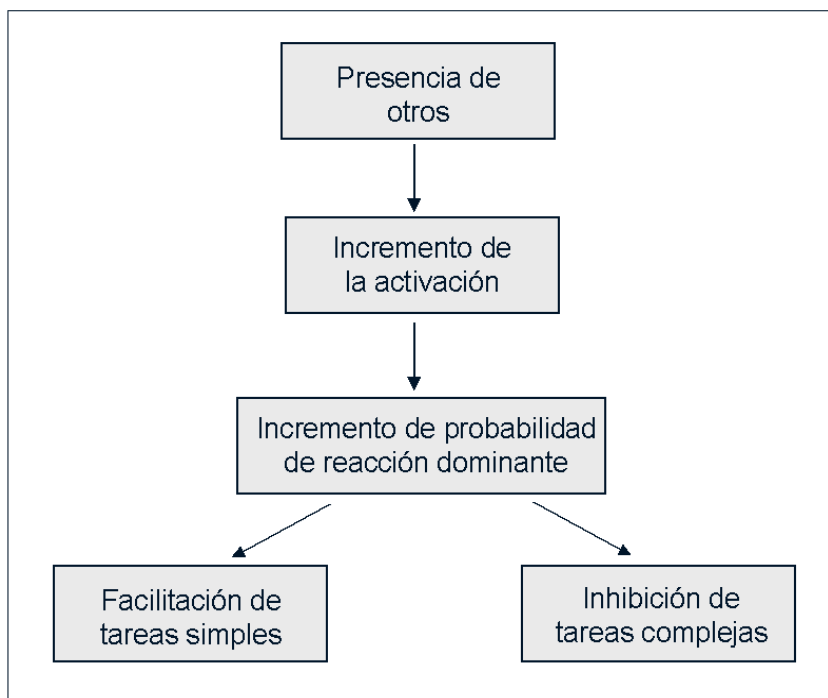 Presencia de
otros
Incremento de
la activación
Incremento de probabilidad
de reacción dominante
Facilitación de
tareas simples
Inhibición de
tareas complejas